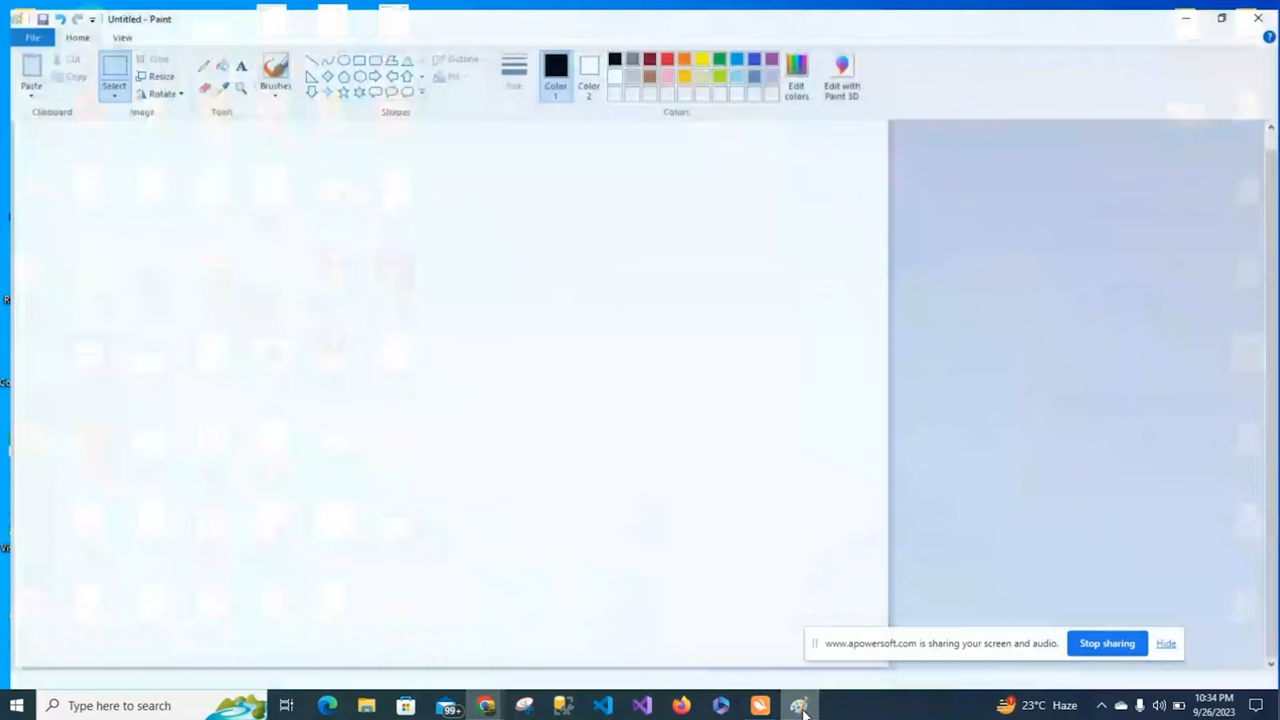 Untitled - Paint
File Home View
Cut
Copy
Paste
Clipboard
Select
Crop
Resize
Rotate
Image
A
Tools
Brushes
Shapes
Outline
Fill
Size
Color
1
Color
2
Edit
colors
Edit with
Paint 3D
Colors
www.apowersoft.com is sharing your screen and audio. Stop sharing Hide
Type here to search
99+
23°C Haze
10:34 PM
9/26/2023